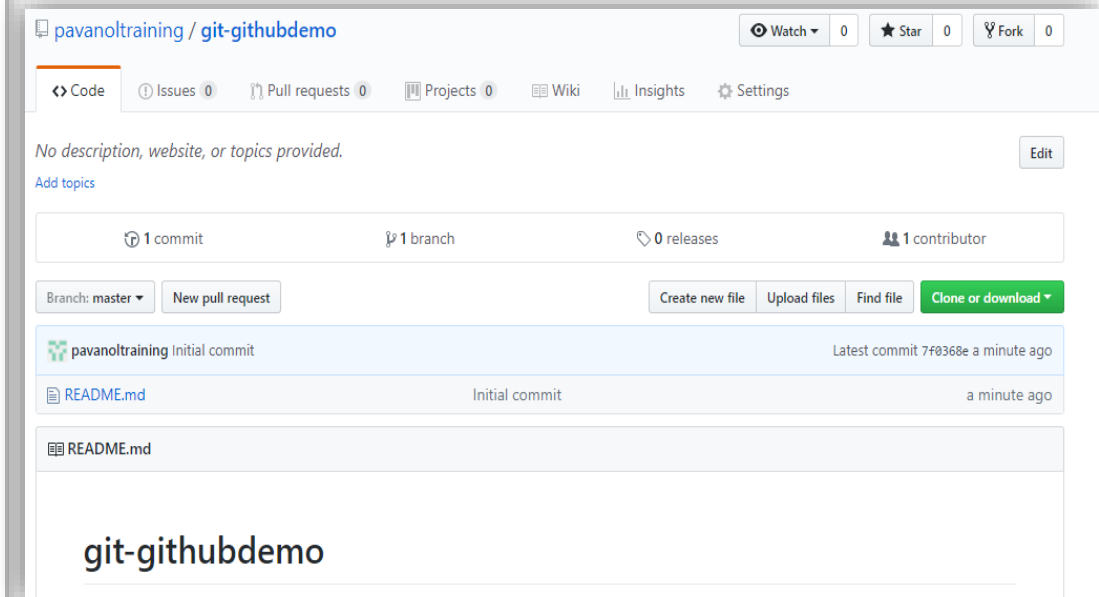 pavanoltraining / git-githubdemo Watch 0 Star 0 Fork 0
Code Issues 0 Pull requests 0 Projects 0 Wiki Insights Settings
No description, website, or topics provided. Edit
Add topics
1 commit 1 branch 0 releases 1 contributor
Branch: master New pull request Create new file Upload files Find file Clone or download
pavanoltraining Initial commit Latest commit 7f0368e a minute ago
README.md Initial commit a minute ago
README.md
git-githubdemo